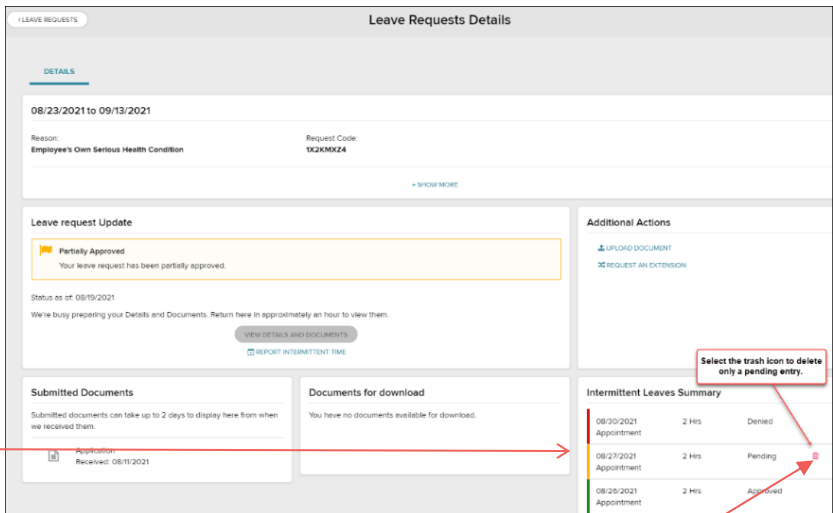 ‹ LEAVE REQUESTS
Leave Requests Details
DETAILS
08/23/2021 to 09/13/2021
Reason:
Employee's Own Serious Health Condition
Request Code:
1X2KMXZ4
+ SHOW MORE
Leave request Update
Partially Approved
Your leave request has been partially approved.
Status as of: 08/19/2021
We're busy preparing your Details and Documents. Return here in approximately an hour to view them.
VIEW DETAILS AND DOCUMENTS
REPORT INTERMITTENT TIME
Additional Actions
UPLOAD DOCUMENT
REQUEST AN EXTENSION
Select the trash icon to delete
only a pending entry.
Submitted Documents
Submitted documents can take up to 2 days to display here from when
we received them.
Application
Received: 08/11/2021
Documents for download
You have no documents available for download.
Intermittent Leaves Summary
08/30/2021 2 Hrs Denied
Appointment
08/27/2021 2 Hrs Pending
Appointment
08/26/2021 2 Hrs Approved
Appointment